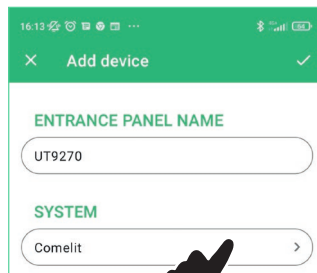 16:13
Add device
ENTRANCE PANEL NAME
UT9270
SYSTEM
Comelit